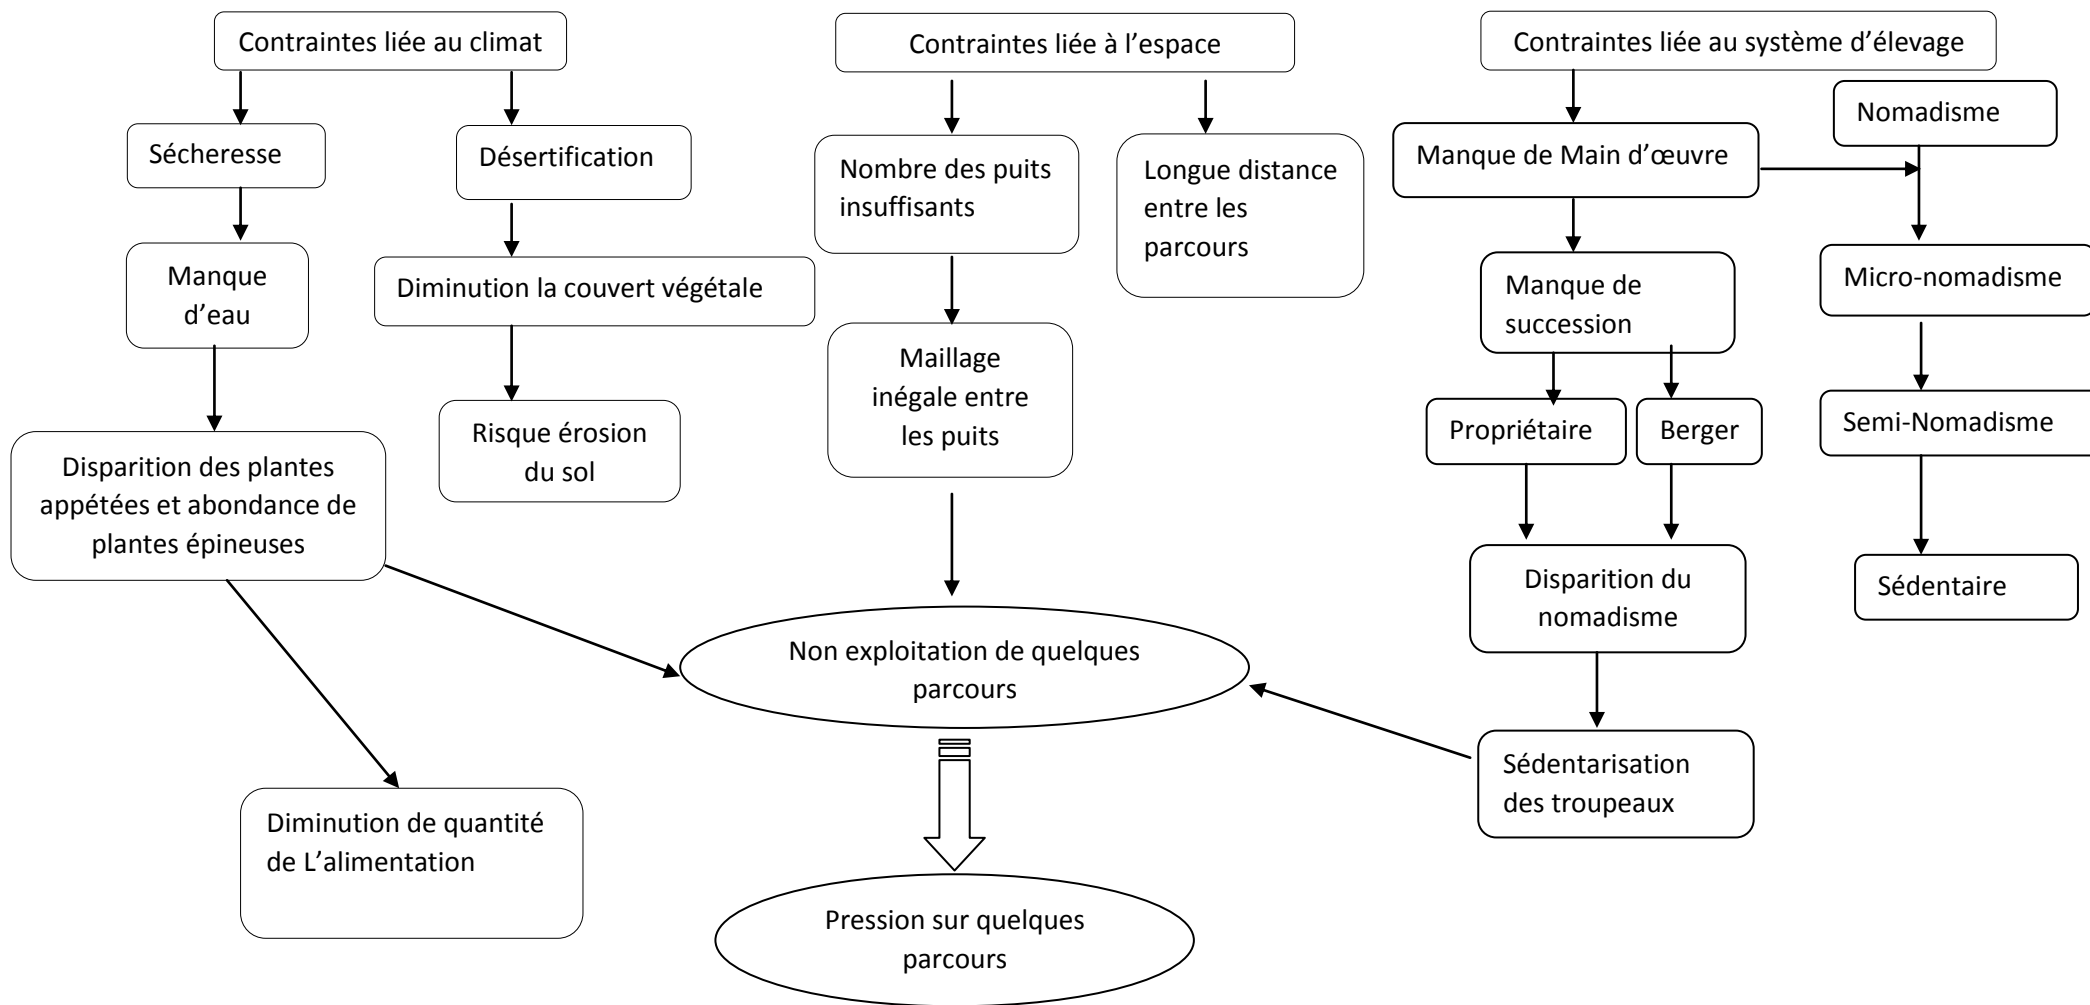 Contraintes liée au climat
Contraintes liée à l’espace
Contraintes liée au système d’élevage
Sécheresse
Désertification
Nombre des puits
insuffisants
Longue distance
entre les
parcours
Manque de Main d’œuvre
Nomadisme
Manque
d’eau
Diminution la couvert végétale
Maillage
inégale entre
les puits
Manque de
succession
Micro-nomadisme
Risque érosion
du sol
Propriétaire
Berger
Semi-Nomadisme
Disparition des plantes
appétées et abondance de
plantes épineuses
Disparition du
nomadisme
Sédentaire
Non exploitation de quelques
parcours
Sédentarisation
des troupeaux
Diminution de quantité
de L’alimentation
Pression sur quelques
parcours